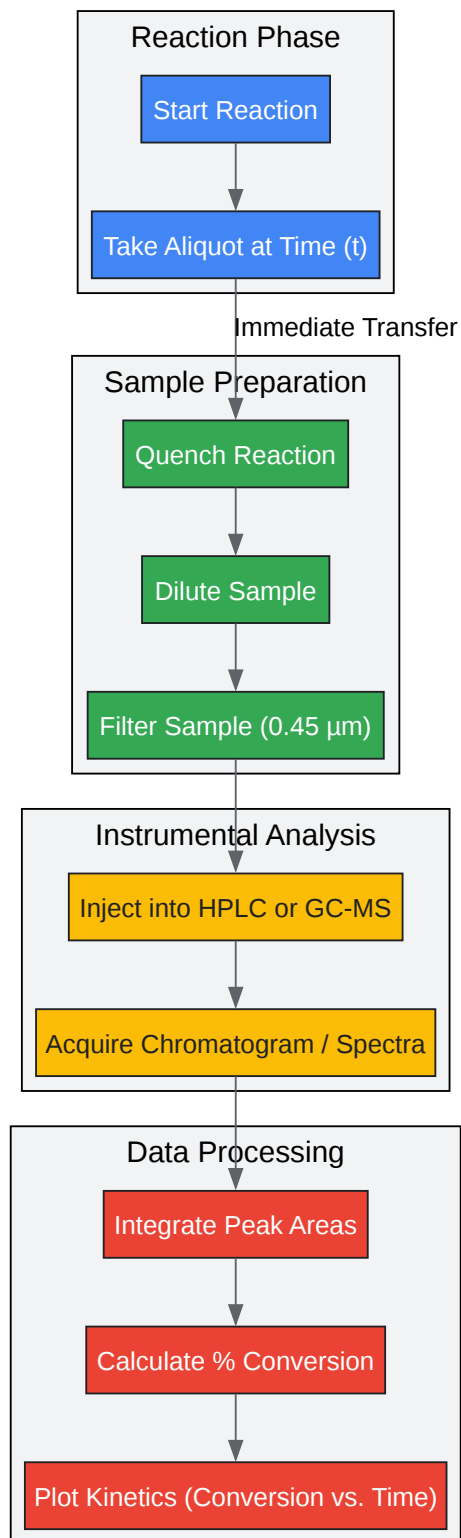 Reaction Phase
Start Reaction
Take Aliquot at Time (t)
Immediate Transfer
Sample Preparation
Quench Reaction
Dilute Sample
Filter Sample (0.45 µm)
Instrumental Analysis
Inject into HPLC or GC-MS
Acquire Chromatogram / Spectra
Data Processing
Integrate Peak Areas
Calculate % Conversion
Plot Kinetics (Conversion vs. Time)